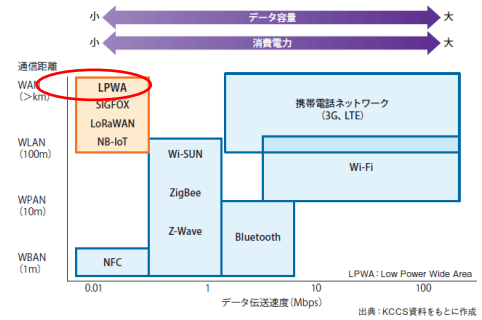 小 データ容量 大
小 消費電力 大
通信距離
WAN
(>km)
LPWA
SIGFOX
LoRaWAN
NB-IoT
携帯電話ネットワーク
(3G、LTE)
WLAN
(100m)
Wi-SUN
Wi-Fi
ZigBee
WPAN
(10m)
Z-Wave
Bluetooth
WBAN
(1m)
NFC
LPWA：Low Power Wide Area
0.01 1 10 100
データ伝送速度(Mbps)
出典：KCCS資料をもとに作成